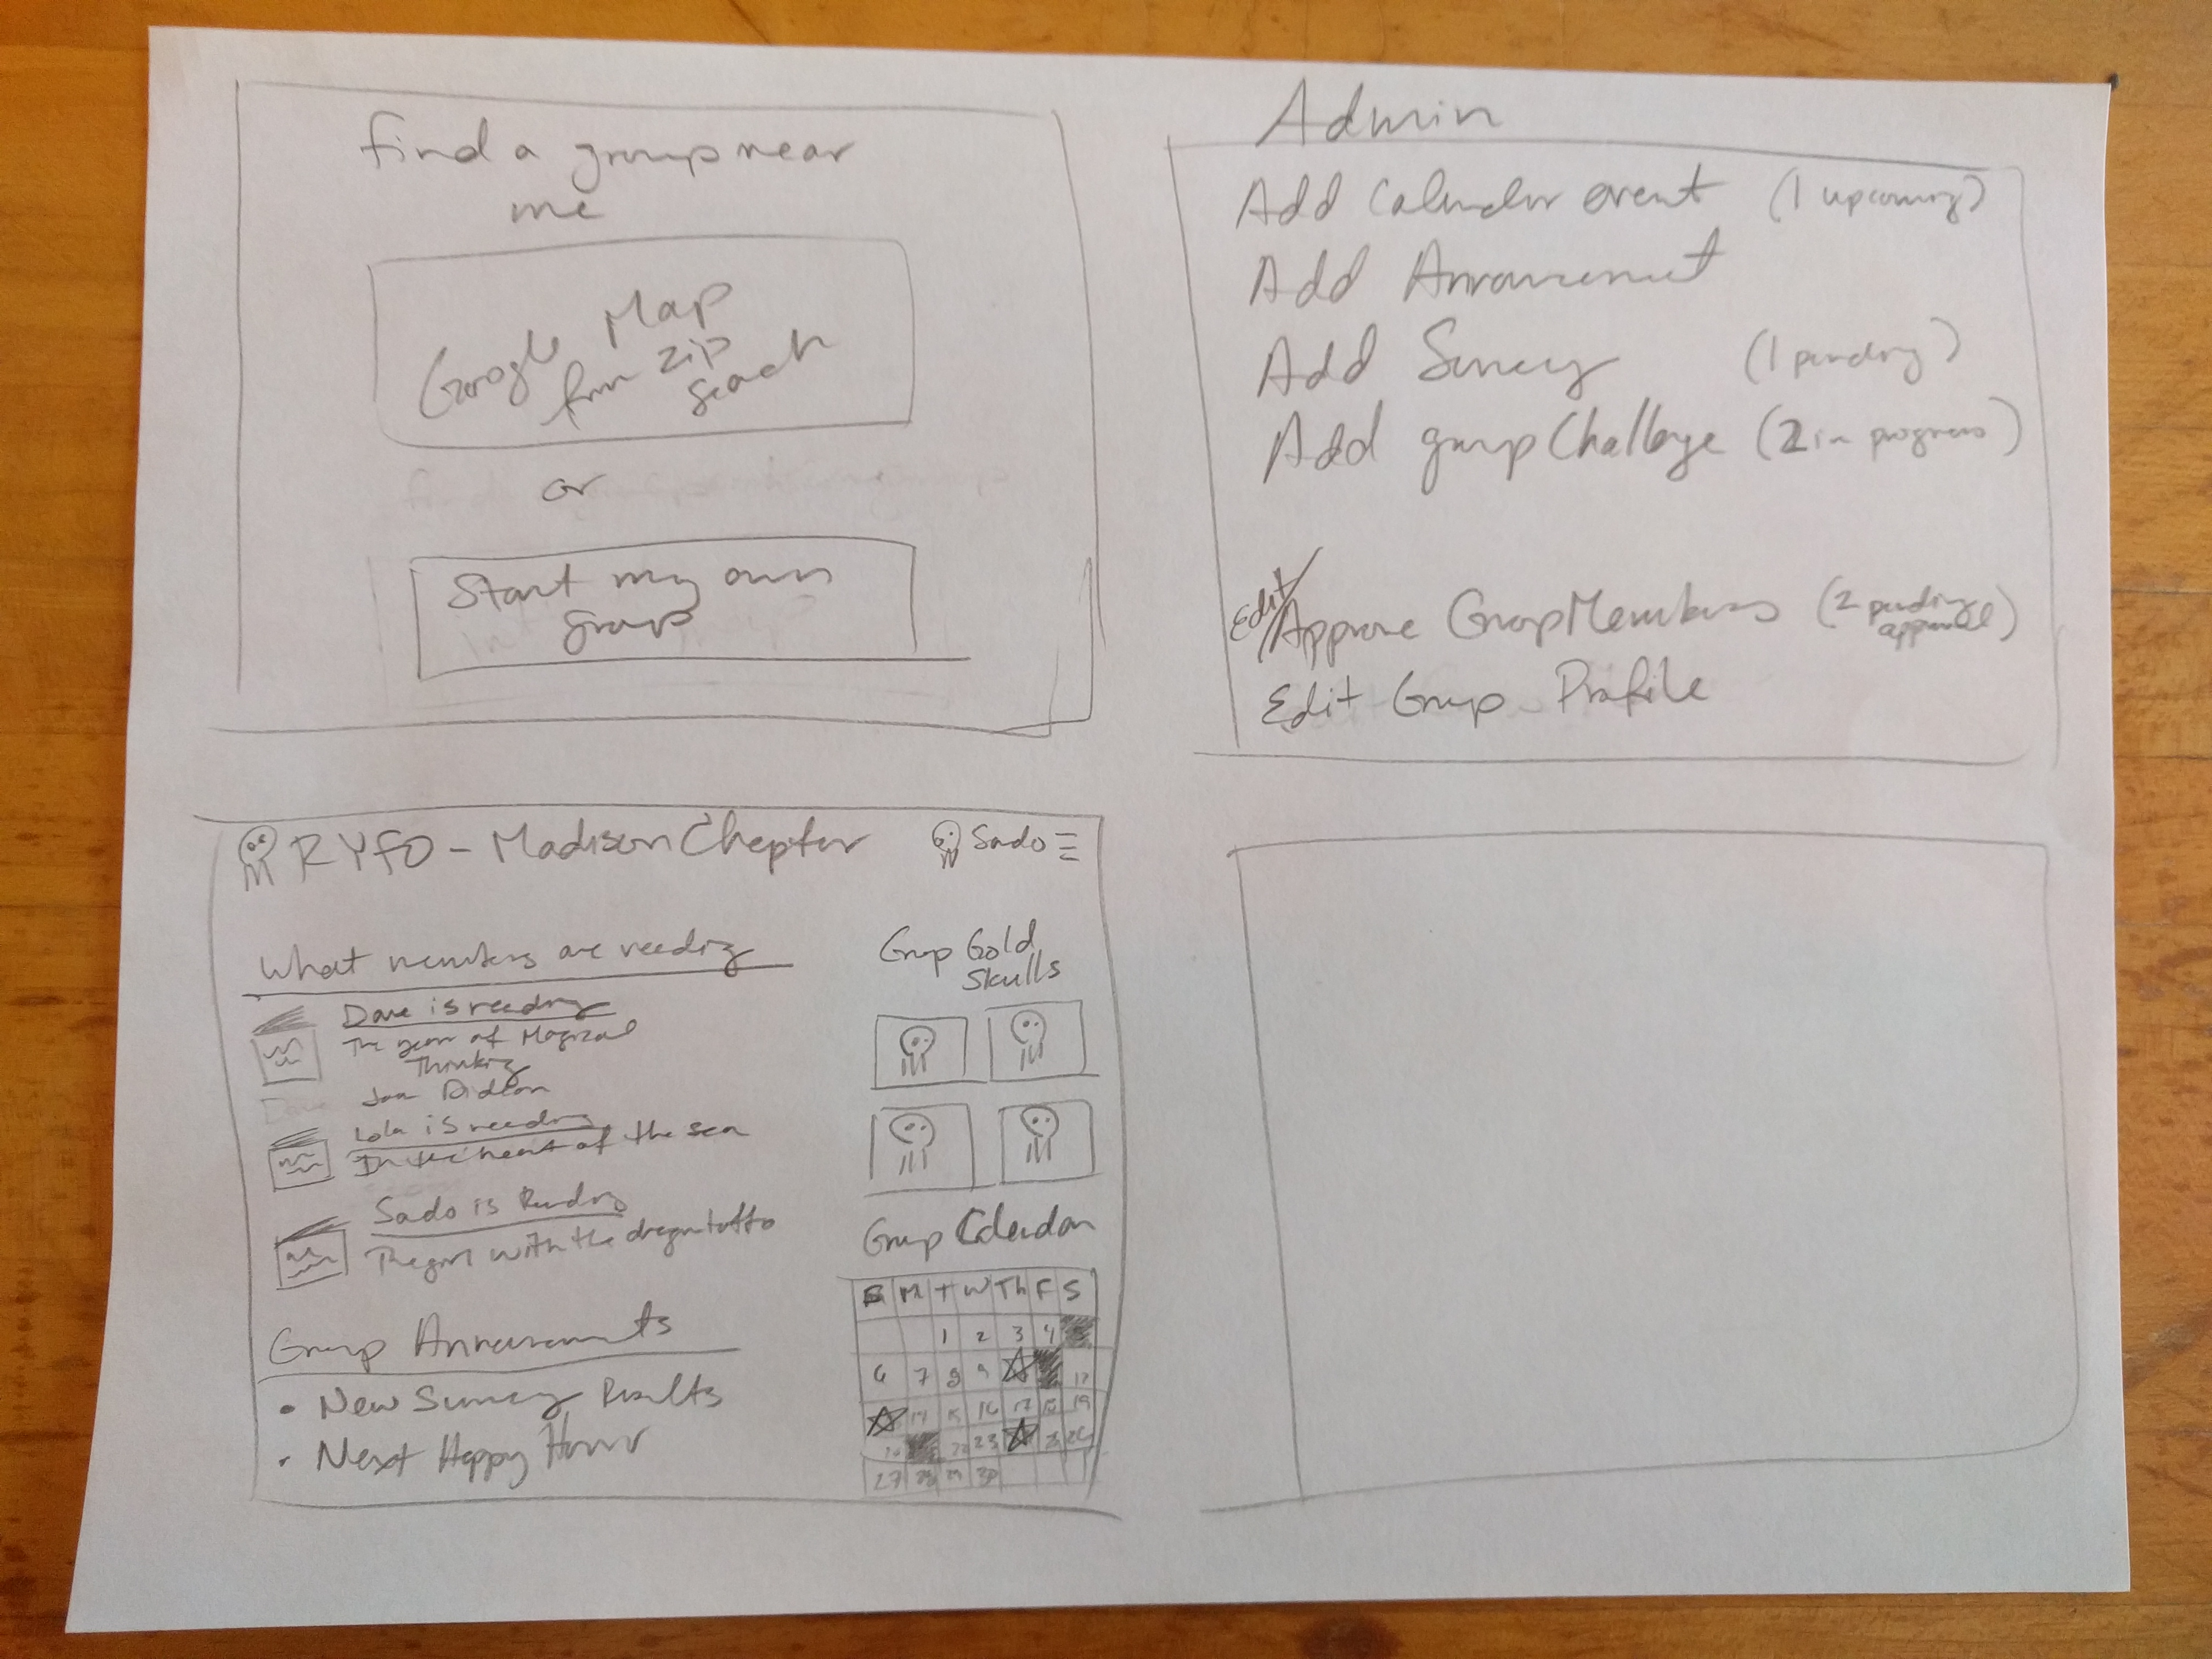 find a group near
me
Google Map
from zip
search
or
Start my own
group
Admin
Add Calendar event (1 upcoming)
Add Announcement
Add Survey (1 pending)
Add group Challenge (2 in progress)
Edit/Approve Group Members (2 pending
approval)
Edit Group Profile
RYFO - Madison Chapter
Sado
What members are reading
Dave is reading
The year of Magical
Thinking
Joan Didion
Lola is reading
In the heart of the sea
Sado is Reading
The girl with the dragon tatto
Group Announcements
• New Survey Results
• Next Happy Hour
Group Gold
Skulls
Group Calendar
S M T W Th F S
1 2 3 4 5
6 7 8 9 12
14 15 16 17 18 19
20 22 23 25 26
27 28 29 30